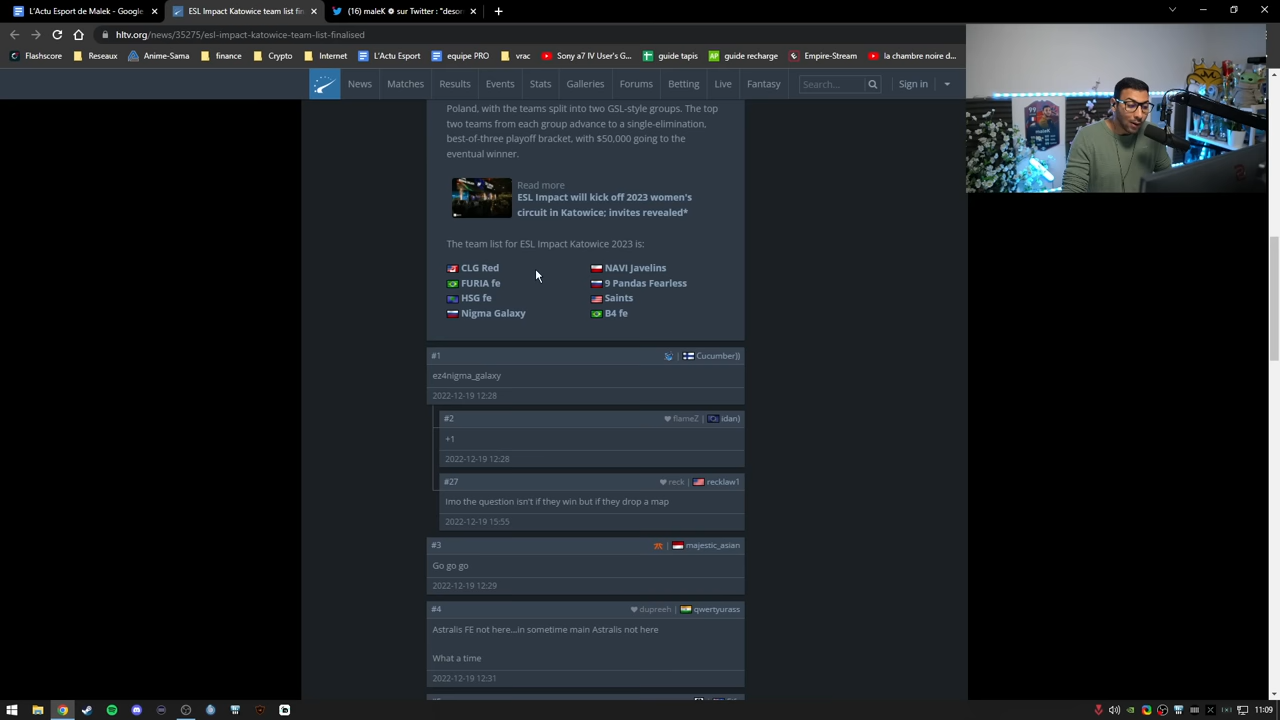 L'Actu Esport de Malek - Google
ESL Impact Katowice team list
(16) malek - @
hltv.org/news/35275/esl-impact-katowice-team-list-finalised
Flashscore
Reseaux
Anime-Sama
finance
Crypto
Internet
L'Actu Esport
equipe PRO
vrac
Sony a7 IV User's G...
guide tapis
guide recharge
Empire-Stream
la chambre noire d...
News
Matches
Results
Events
Stats
Galleries
Forums
Betting
Live
Fantasy
Search...
Sign in
Poland, with the teams split into two GSL-style groups. The top
two teams from each group advance to a single-elimination,
best-of-three playoff bracket, with $50,000 going to the
eventual winner.
Read more
ESL Impact will kick off 2023 women's
circuit in Katowice; invites revealed*
The team list for ESL Impact Katowice 2023 is:
CLG Red
NAVI Javelins
FURIA fe
9 Pandas Fearless
HSG fe
Saints
Nigma Galaxy
B4 fe
#1
| Cucumber))
ez4nigma_galaxy
2022-12-19 12:28
#2
flameZ | idan)
+1
2022-12-19 12:28
#27
reck | recklaw1
Imo the question isn't if they win but if they drop a map
2022-12-19 15:55
#3
| majestic_asian
Go go go
2022-12-19 12:29
#4
dupreeh | qwertyurass
Astralis FE not here...in sometime main Astralis not here
What a time
2022-12-19 12:31
11:09